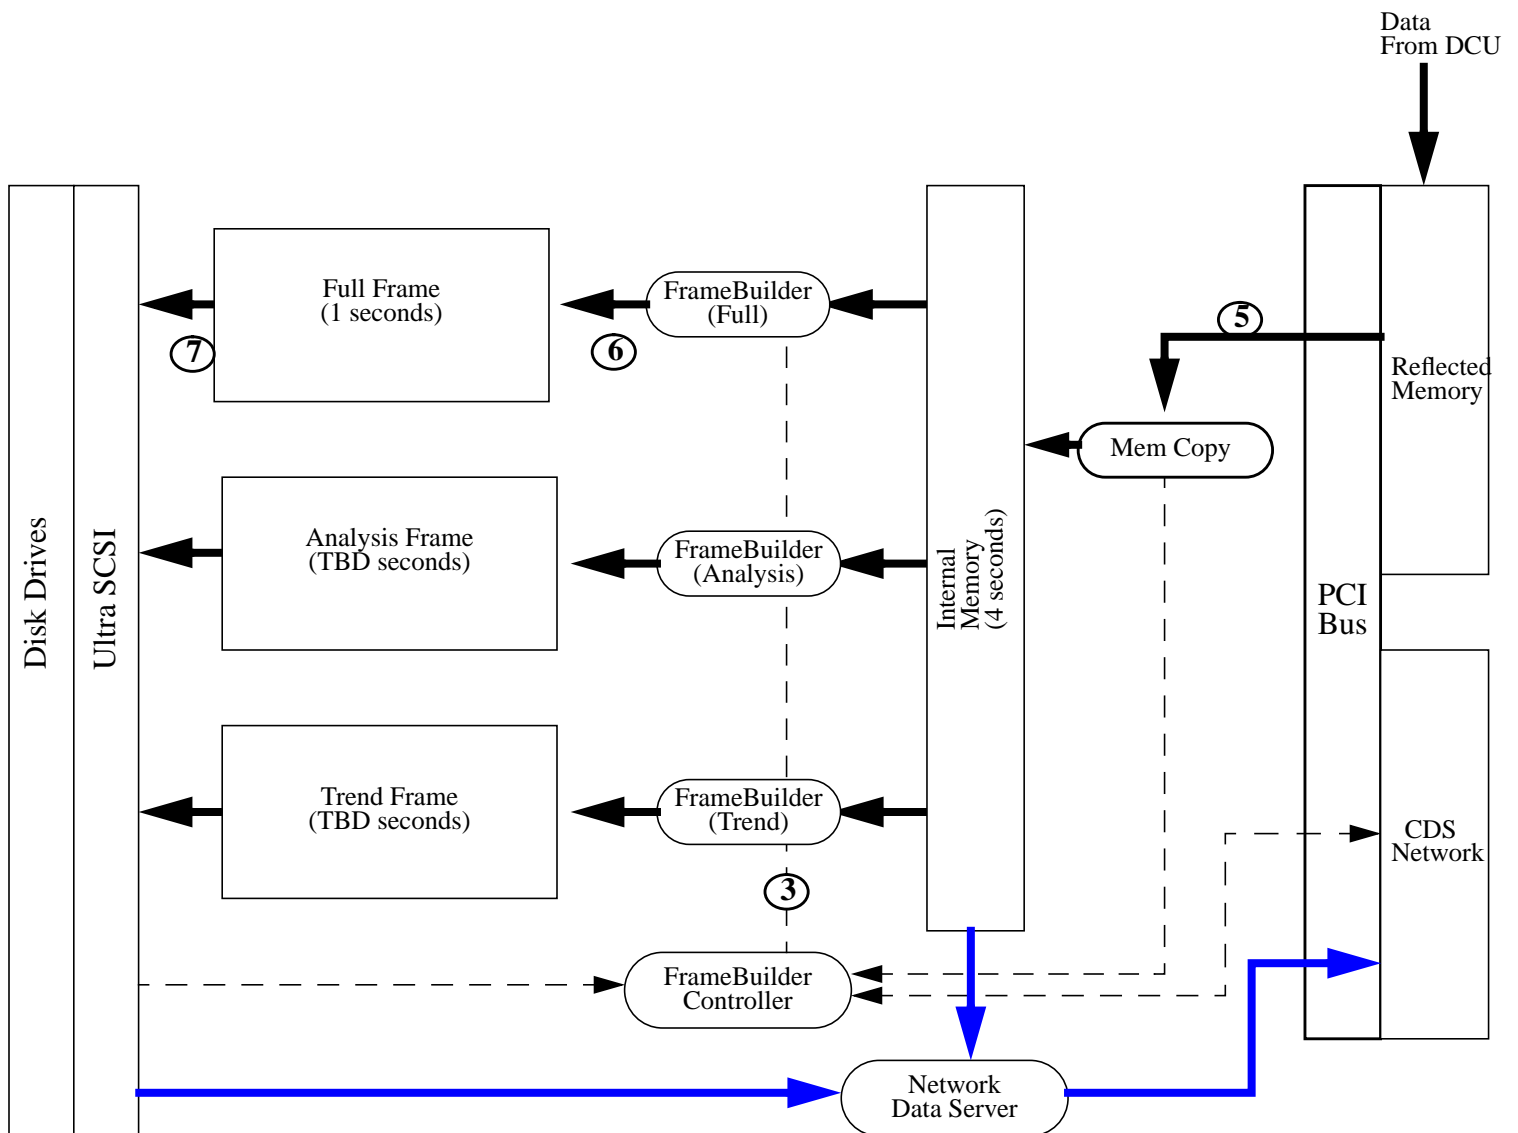 Data
From DCU
Full Frame
(1 seconds)
FrameBuilder
(Full)
5
7
6
Reflected
Memory
Mem Copy
Analysis Frame
(TBD seconds)
FrameBuilder
(Analysis)
Disk Drives
Ultra SCSI
Internal
Memory
(4 seconds)
PCI
Bus
Trend Frame
(TBD seconds)
FrameBuilder
(Trend)
CDS
Network
3
FrameBuilder
Controller
Network
Data Server